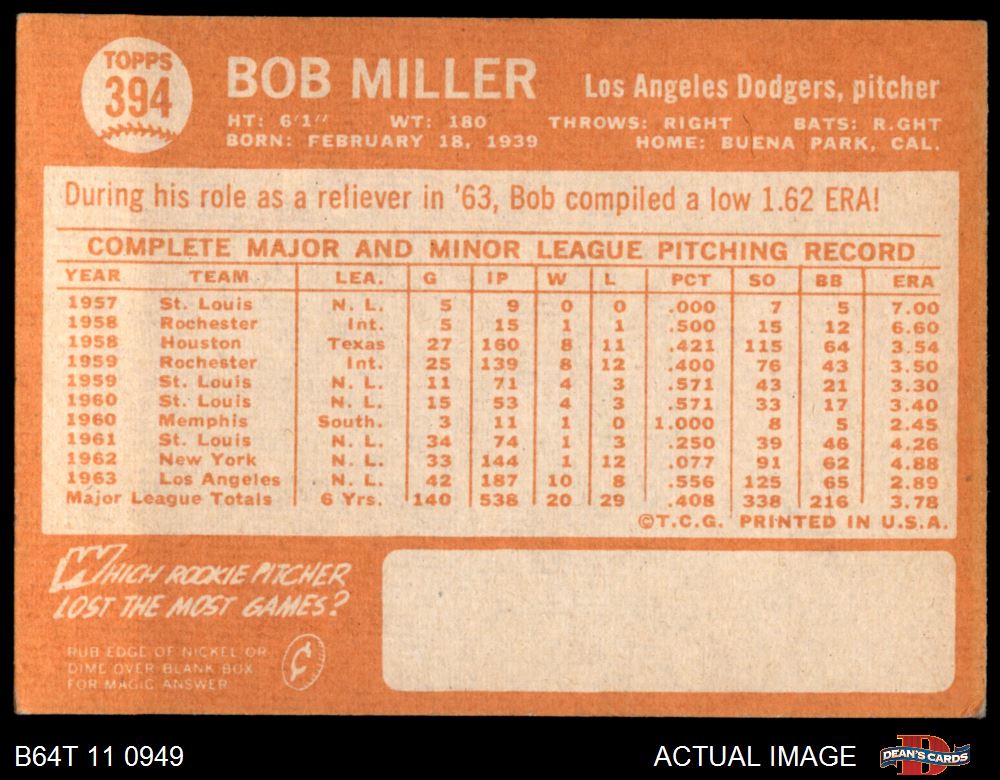 TOPPS
394
BOB MILLER
Los Angeles Dodgers, pitcher
HT: 6'1" WT: 180 THROWS: RIGHT BATS: R.GHT
BORN: FEBRUARY 18, 1939 HOME: BUENA PARK, CAL.
During his role as a reliever in '63, Bob compiled a low 1.62 ERA!
COMPLETE MAJOR AND MINOR LEAGUE PITCHING RECORD
YEAR TEAM LEA. G IP W L PCT SO BB ERA
1957 St. Louis N. L. 5 9 0 0 .000 7 5 7.00
1958 Rochester Int. 5 15 1 1 .500 15 12 6.60
1958 Houston Texas 27 160 8 11 .421 115 64 3.54
1959 Rochester Int. 25 139 8 12 .400 76 43 3.50
1959 St. Louis N. L. 11 71 4 3 .571 43 21 3.30
1960 St. Louis N. L. 15 53 4 3 .571 33 17 3.40
1960 Memphis South. 3 11 1 0 1.000 8 5 2.45
1961 St. Louis N. L. 34 74 1 3 .250 39 46 4.26
1962 New York N. L. 33 144 1 12 .077 91 62 4.88
1963 Los Angeles N. L. 42 187 10 8 .556 125 65 2.89
Major League Totals 6 Yrs. 140 538 20 29 .408 338 216 3.78
©T.C.G. PRINTED IN U.S.A.
WHICH ROOKIE PITCHER
LOST THE MOST GAMES?
RUB EDGE OF NICKEL OR
DIME OVER BLANK BOX
FOR MAGIC ANSWER
B64T 11 0949
ACTUAL IMAGE
DEAN'S CARDS